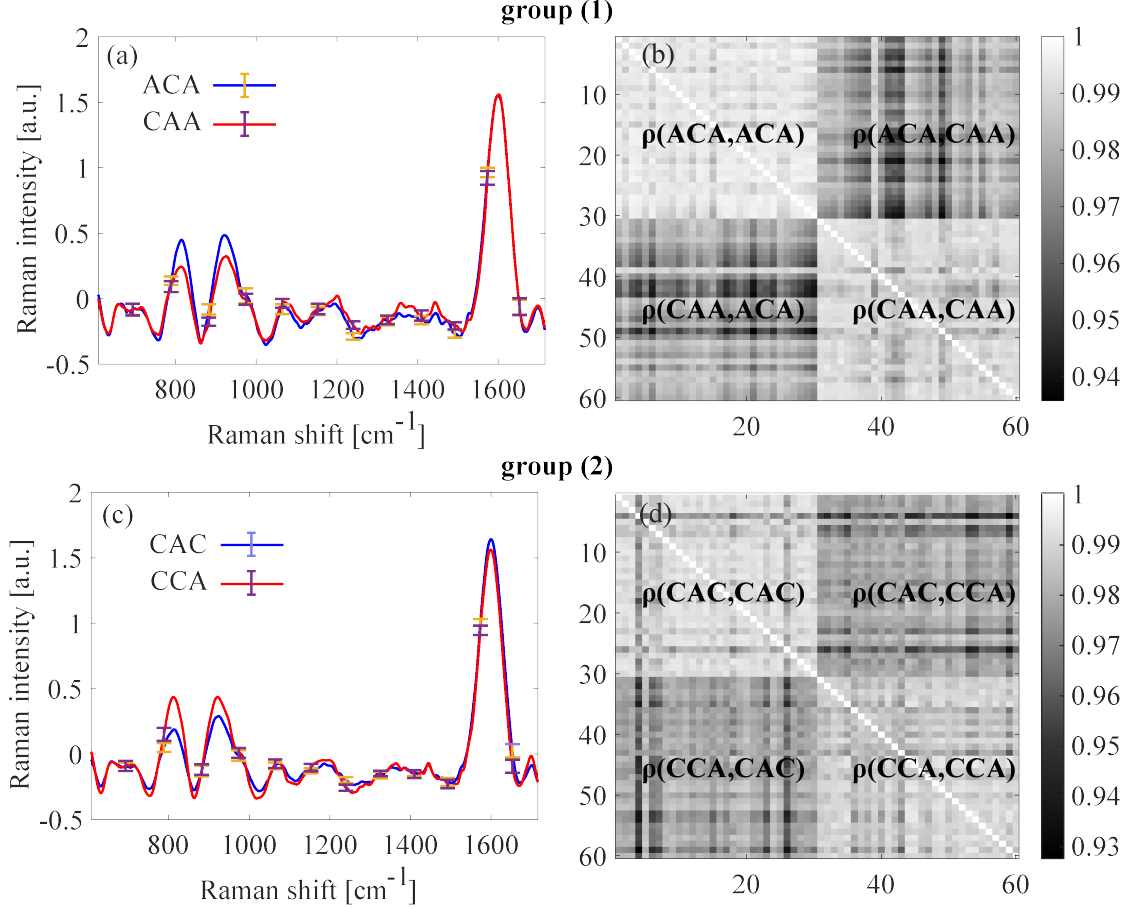 group (1)
(a)
ACA
CAA
2
1.5
1
0.5
0
-0.5
Raman intensity [a.u.]
800
1000
1200
1400
1600
Raman shift [cm-1]
(b)
ρ(ACA,ACA)
ρ(ACA,CAA)
ρ(CAA,ACA)
ρ(CAA,CAA)
10
20
30
40
50
60
20
40
60
1
0.99
0.98
0.97
0.96
0.95
0.94
group (2)
(c)
CAC
CCA
2
1.5
1
0.5
0
-0.5
Raman intensity [a.u.]
800
1000
1200
1400
1600
Raman shift [cm-1]
(d)
ρ(CAC,CAC)
ρ(CAC,CCA)
ρ(CCA,CAC)
ρ(CCA,CCA)
10
20
30
40
50
60
20
40
60
1
0.99
0.98
0.97
0.96
0.95
0.94
0.93